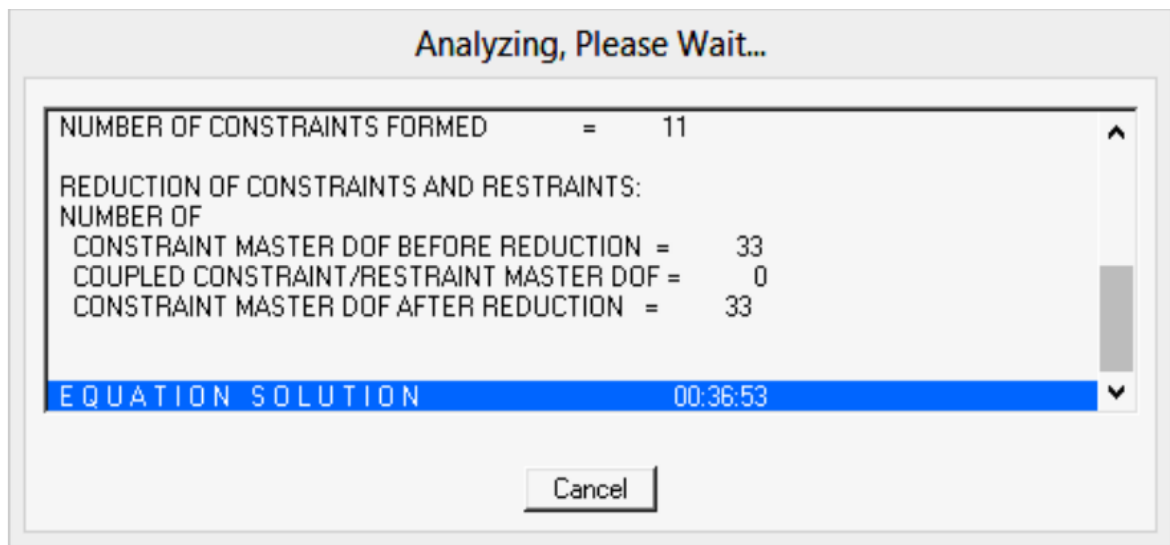 Analyzing, Please Wait...
NUMBER OF CONSTRAINTS FORMED = 11
REDUCTION OF CONSTRAINTS AND RESTRAINTS:
NUMBER OF
CONSTRAINT MASTER DOF BEFORE REDUCTION = 33
COUPLED CONSTRAINT/RESTRAINT MASTER DOF = 0
CONSTRAINT MASTER DOF AFTER REDUCTION = 33
E Q U A T I O N   S O L U T I O N 00:36:53
Cancel